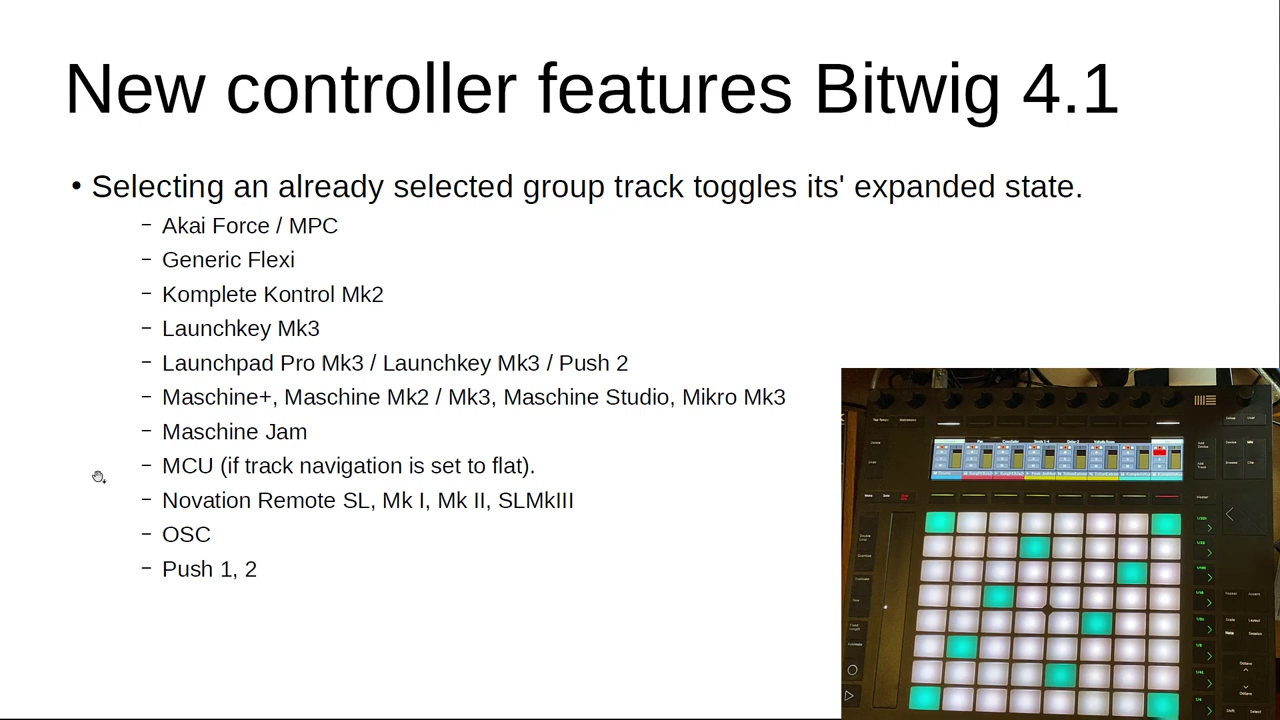 New controller features Bitwig 4.1
• Selecting an already selected group track toggles its' expanded state.
– Akai Force / MPC
– Generic Flexi
– Komplete Kontrol Mk2
– Launchkey Mk3
– Launchpad Pro Mk3 / Launchkey Mk3 / Push 2
– Maschine+, Maschine Mk2 / Mk3, Maschine Studio, Mikro Mk3
– Maschine Jam
– MCU (if track navigation is set to flat).
– Novation Remote SL, Mk I, Mk II, SLMkIII
– OSC
– Push 1, 2